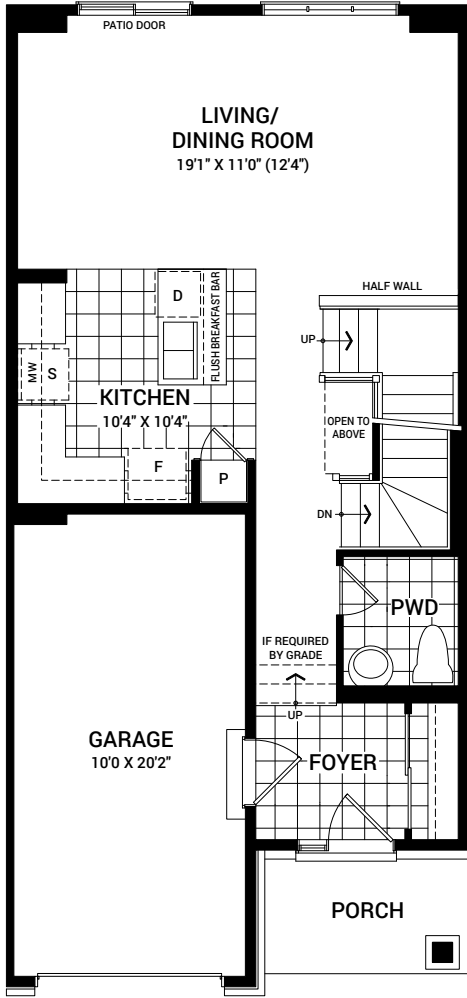 PATIO DOOR
LIVING/
DINING ROOM
19'1" X 11'0" (12'4")
HALF WALL
D
FLUSH BREAKFAST BAR
UP
MW
S
KITCHEN
10'4" X 10'4"
OPEN TO
ABOVE
F
P
DN
PWD
IF REQUIRED
BY GRADE
UP
GARAGE
10'0 X 20'2"
FOYER
PORCH